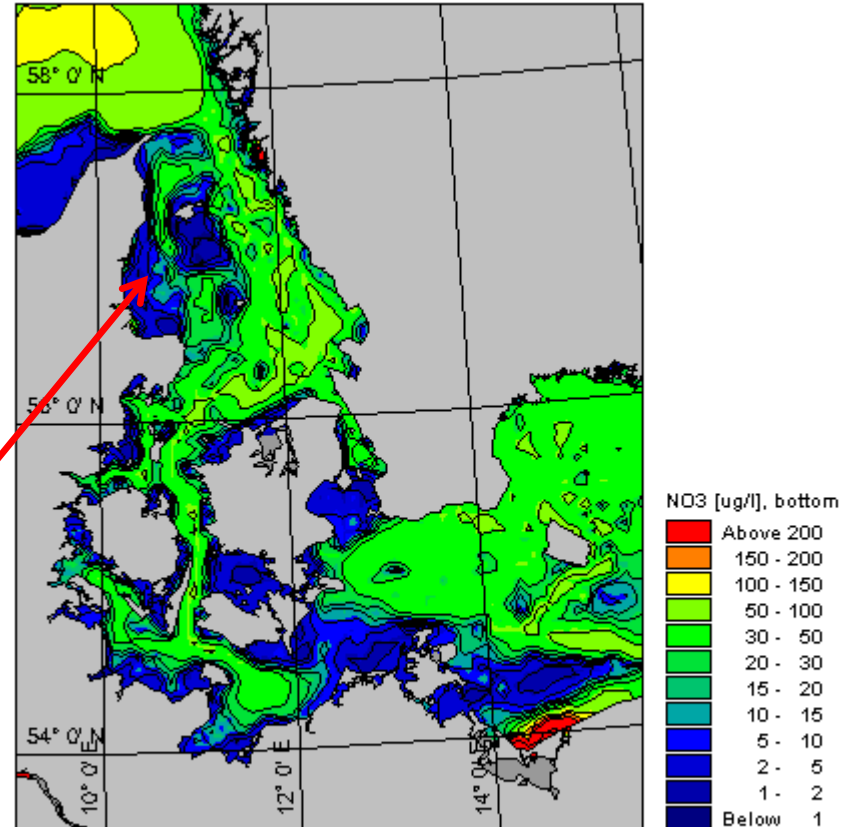 58° 0' N
56° 0' N
54° 0' N
10° 0' E
12° 0' E
14° 0' E
NO3 [ug/l], bottom
Above 200
150 - 200
100 - 150
50 - 100
30 - 50
20 - 30
15 - 20
10 - 15
5 - 10
2 - 5
1 - 2
Below 1